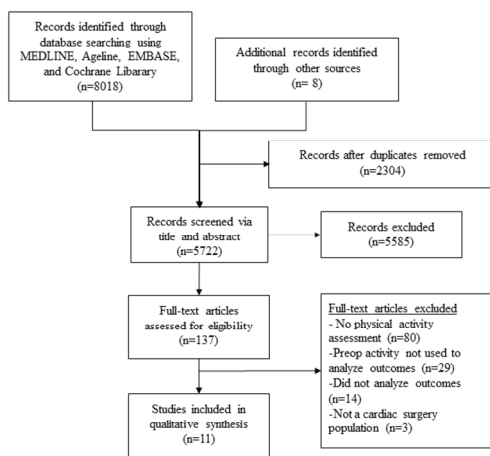 Records identified through
database searching using
MEDLINE, Ageline, EMBASE,
and Cochrane Libarary
(n=8018)
Additional records identified
through other sources
(n= 8)
Records after duplicates removed
(n=2304)
Records screened via
title and abstract
(n=5722)
Records excluded
(n=5585)
Full-text articles
assessed for eligibility
(n=137)
Full-text articles excluded
- No physical activity
assessment (n=80)
-Preop activity not used to
analyze outcomes (n=29)
-Did not analyze outcomes
(n=14)
-Not a cardiac surgery
population (n=3)
Studies included in
qualitative synthesis
(n=11)